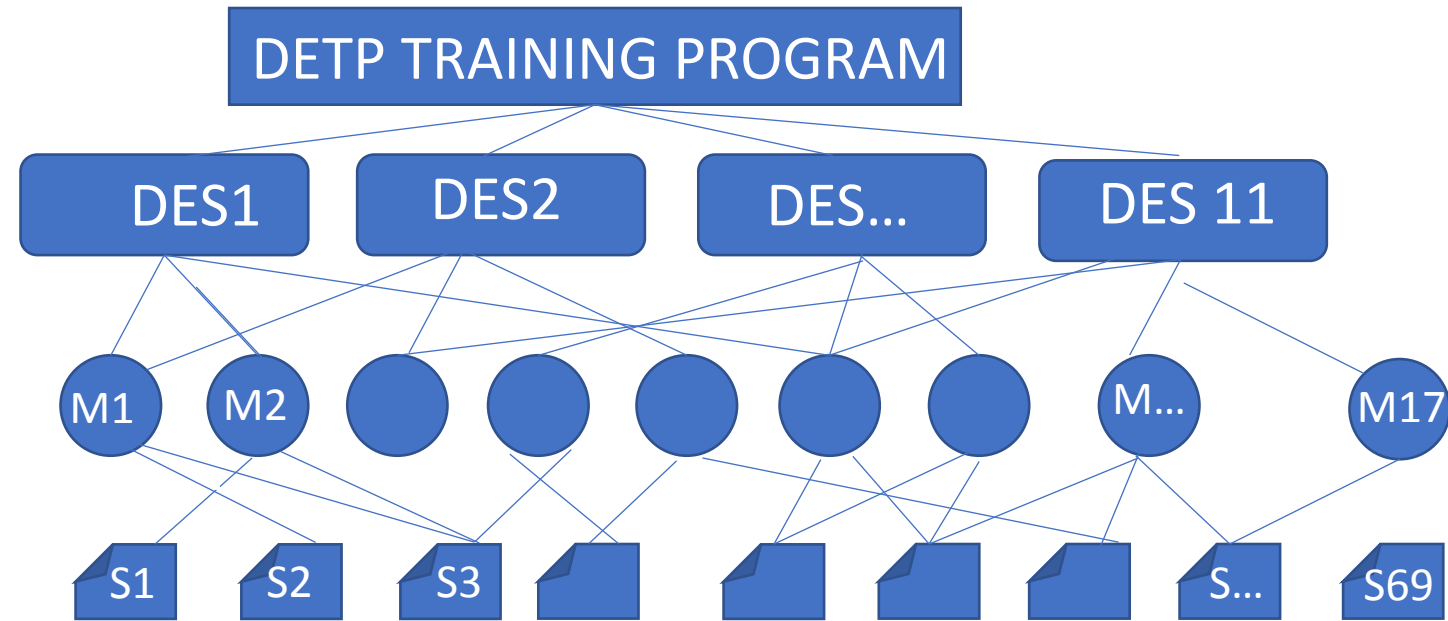 DETP TRAINING PROGRAM
DES1
DES2
DES...
DES 11
M1
M2
M...
M17
S1
S2
S3
S...
S69